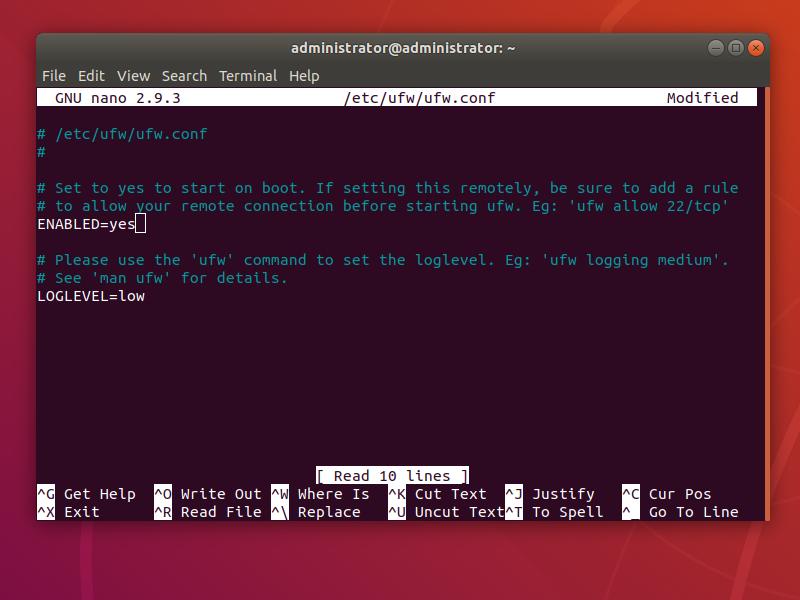 administrator@administrator: ~
File Edit View Search Terminal Help
GNU nano 2.9.3 /etc/ufw/ufw.conf Modified
# /etc/ufw/ufw.conf
#
# Set to yes to start on boot. If setting this remotely, be sure to add a rule
# to allow your remote connection before starting ufw. Eg: 'ufw allow 22/tcp'
ENABLED=yes
# Please use the 'ufw' command to set the loglevel. Eg: 'ufw logging medium'.
# See 'man ufw' for details.
LOGLEVEL=low
[ Read 10 lines ]
^G Get Help ^O Write Out ^W Where Is ^K Cut Text ^J Justify ^C Cur Pos
^X Exit ^R Read File ^\ Replace ^U Uncut Text ^T To Spell ^_ Go To Line